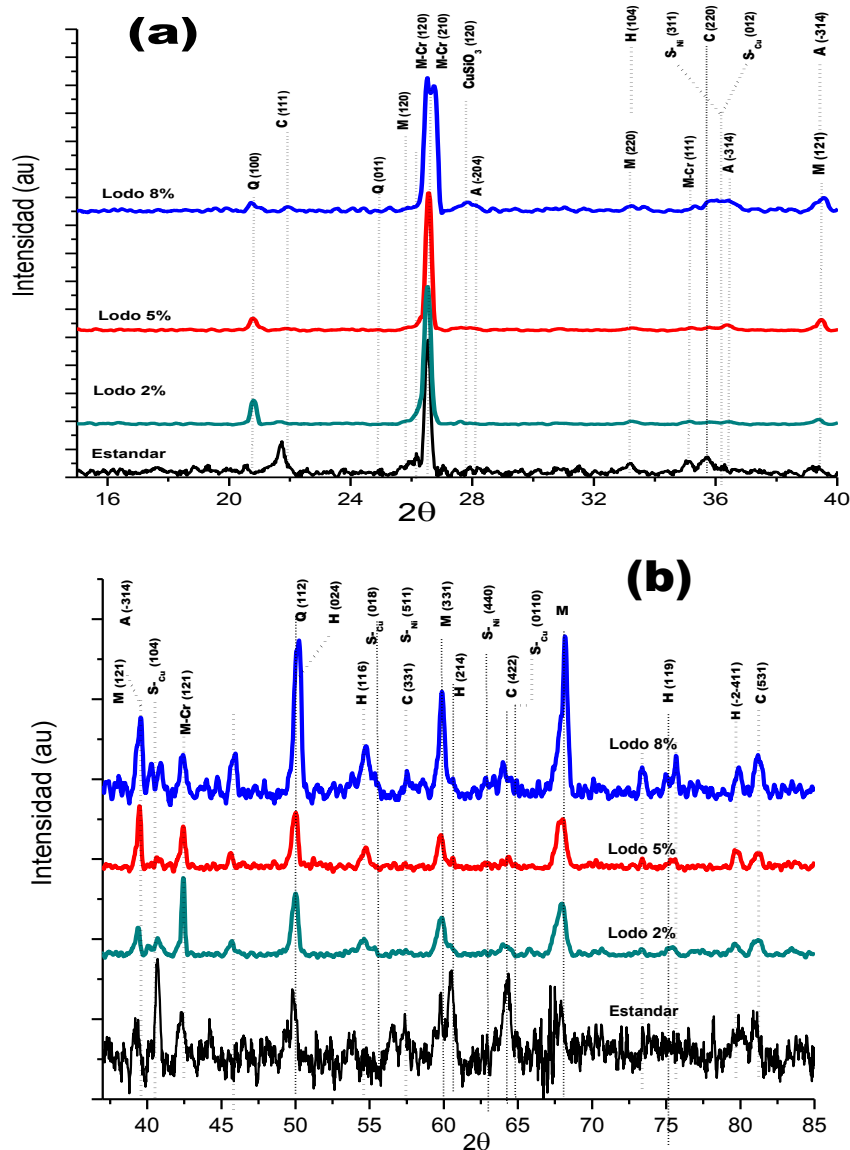 (a)
Intensidad (au)
Q (100)
C (111)
Q (011)
M (120)
M-Cr (120)
M-Cr (210)
CuSiO3 (120)
A (-204)
H (104)
M (220)
S-Ni (311)
C (220)
S-Cu (012)
M-Cr (111)
A (-314)
A (-314)
M (121)
Lodo 8%
Lodo 5%
Lodo 2%
Estandar
16 20 24 28 32 36 40
2θ
(b)
Intensidad (au)
A (-314)
M (121)
S-Cu (104)
M-Cr (121)
Q (112)
H (024)
H (116)
S-Cu (018)
S-Ni (511)
C (331)
M (331)
H (214)
S-Ni (440)
C (422)
S-Cu (0110)
M
H (119)
H (-2-411)
C (531)
Lodo 8%
Lodo 5%
Lodo 2%
Estandar
40 45 50 55 60 65 70 75 80 85
2θ